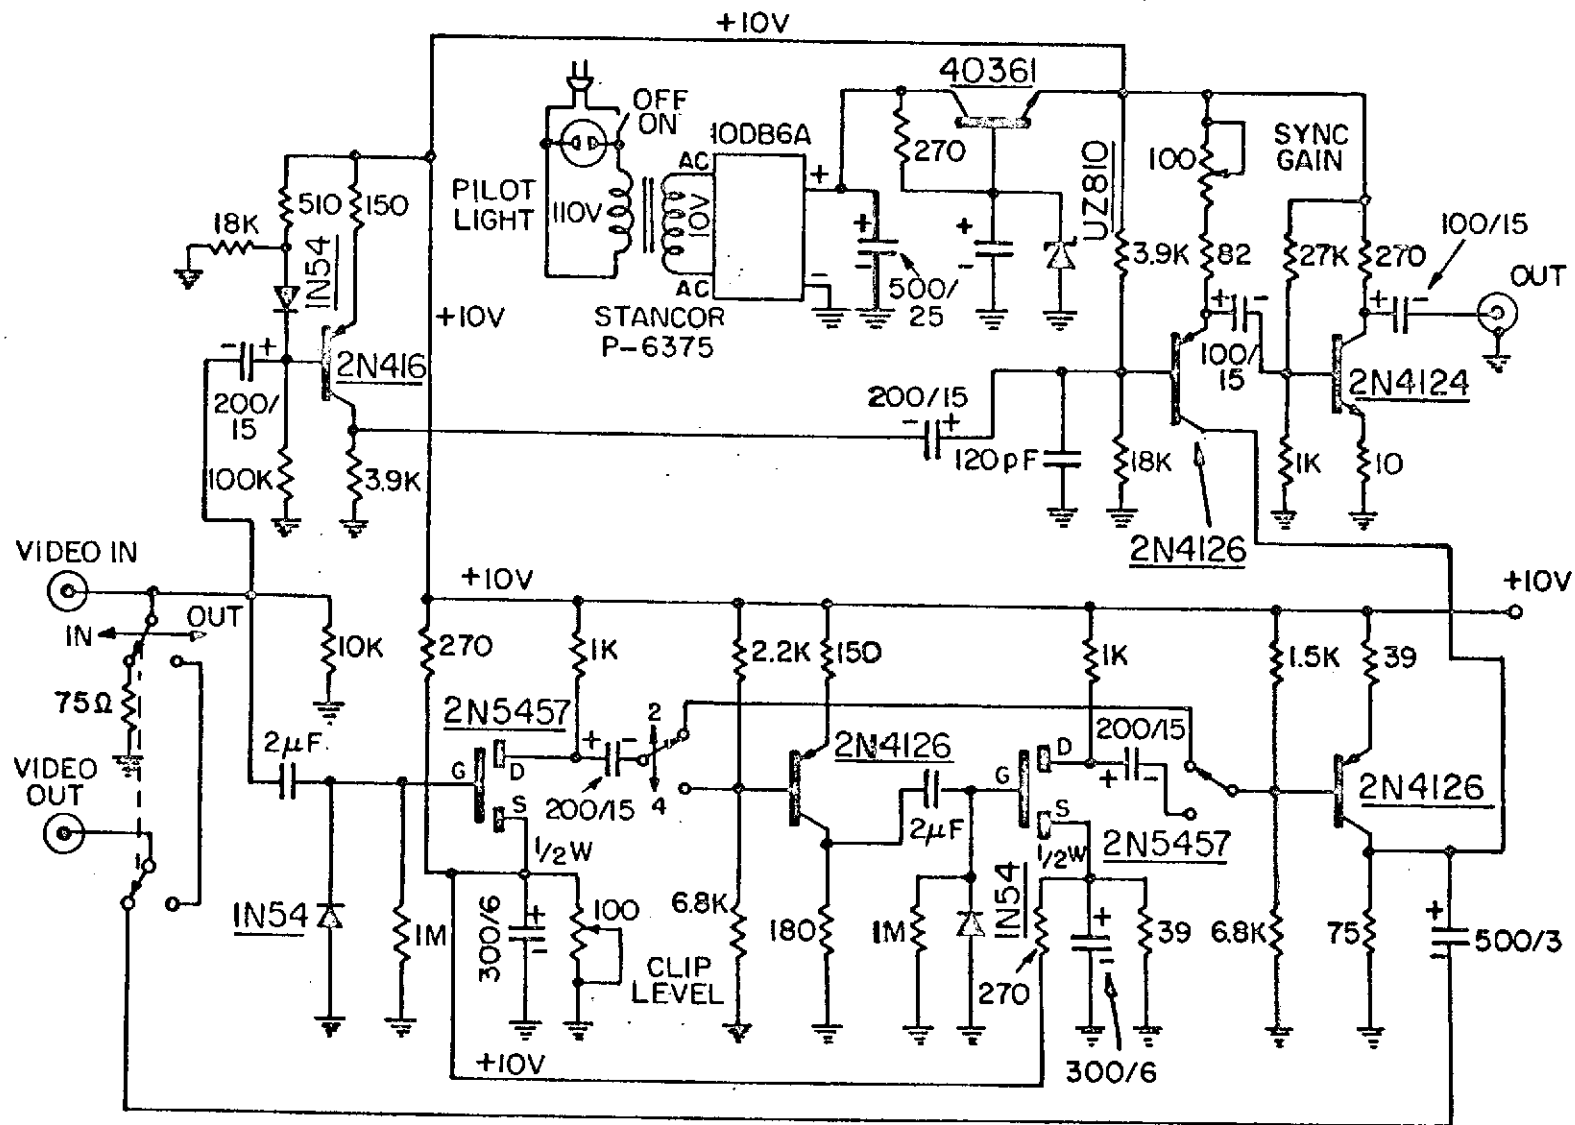 +10V
40361
OFF
ON
10DB6A
AC
+
270
100
SYNC
GAIN
UZ810
PILOT
LIGHT
110V
10V
510
150
18K
1N54
+
-
+
-
3.9K
82
27K
270
100/15
OUT
AC
-
500/
25
STANCOR
P-6375
+10V
+ -
100/
15
+ -
- +
2N416
2N4124
200/
15
200/15
- +
100K
3.9K
120pF
18K
1K
10
2N4126
VIDEO IN
+10V
+10V
IN
OUT
10K
270
1K
2.2K
150
1K
1.5K
39
75Ω
2N5457
2
200/15
2μF
D
+ -
2N4126
D
+ -
VIDEO
OUT
G
G
2N4126
S
200/15
4
2μF
S
2N5457
1/2W
1/2W
1N54
1M
300/6
+
-
100
6.8K
180
1M
1N54
+
-
39
6.8K
75
+
-
500/3
CLIP
LEVEL
270
+10V
300/6